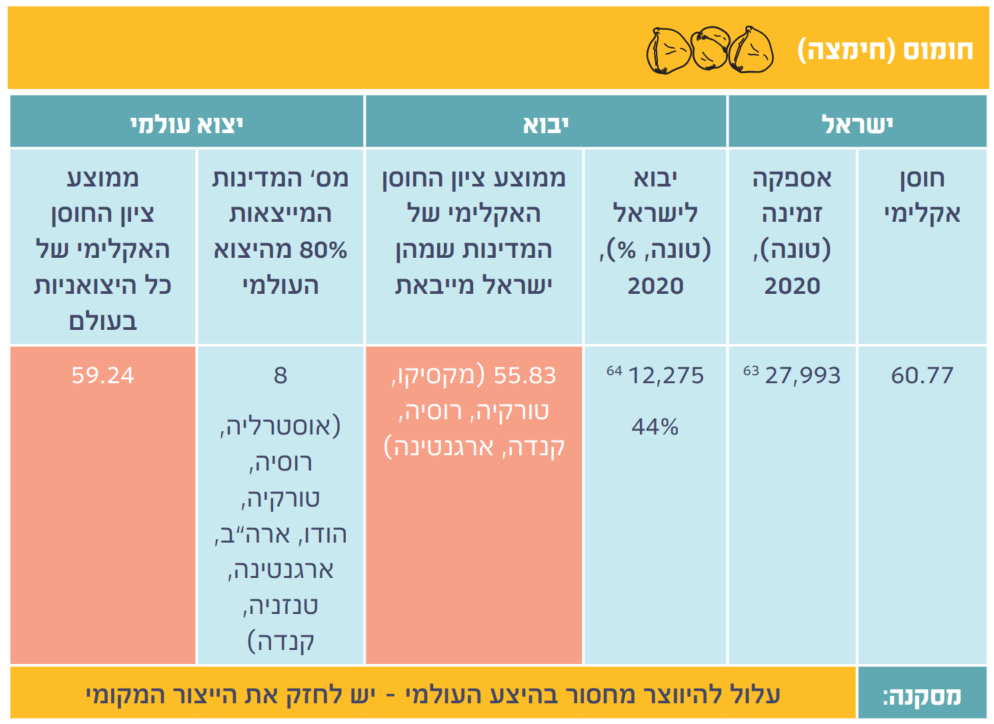 חומוס (חימצה)
ישראל
יבוא
יצוא עולמי
חוסן
אקלימי
אספקה
זמינה
(טונה),
2020
יבוא
לישראל
(טונה, %),
2020
ממוצע ציון החוסן
האקלימי של
המדינות שמהן
ישראל מייבאת
מס' המדינות
המייצאות
80% מהיצוא
העולמי
ממוצע
ציון החוסן
האקלימי של
כל היצואניות
בעולם
60.77
27,993 63
12,275 64
44%
55.83 (מקסיקו,
טורקיה, רוסיה,
קנדה, ארגנטינה)
8
(אוסטרליה,
רוסיה,
טורקיה,
הודו, ארה"ב,
ארגנטינה,
טנזניה,
קנדה)
59.24
מסקנה:
עלול להיווצר מחסור בהיצע העולמי - יש לחזק את הייצור המקומי